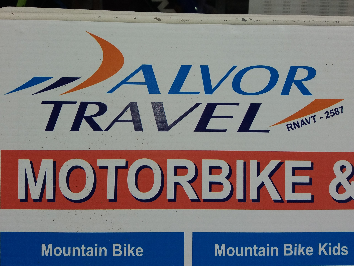 ALVOR
TRAVEL
RNAVT - 2587
MOTORBIKE &
Mountain Bike
Mountain Bike Kids